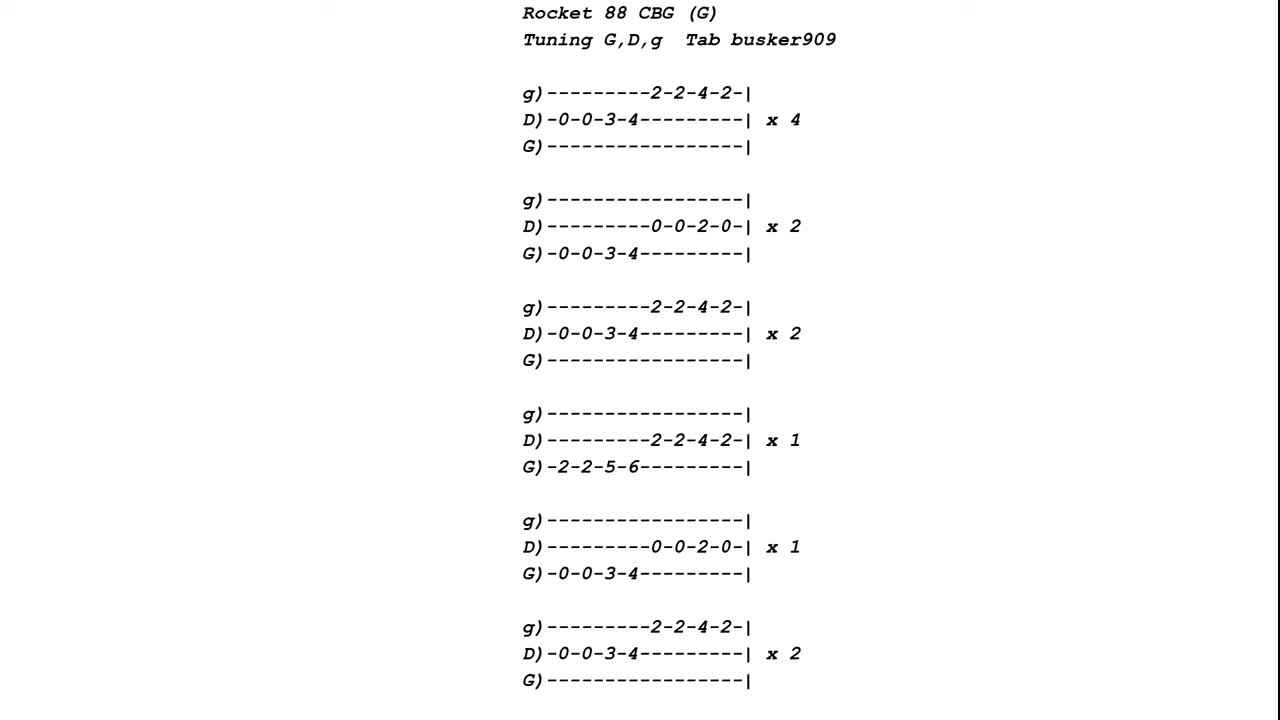 Rocket 88 CBG (G)
Tuning G,D,g  Tab busker909
g)---------2-2-4-2-|
D)-0-0-3-4---------| x 4
G)-----------------|
g)-----------------|
D)---------0-0-2-0-| x 2
G)-0-0-3-4---------|
g)---------2-2-4-2-|
D)-0-0-3-4---------| x 2
G)-----------------|
g)-----------------|
D)---------2-2-4-2-| x 1
G)-2-2-5-6---------|
g)-----------------|
D)---------0-0-2-0-| x 1
G)-0-0-3-4---------|
g)---------2-2-4-2-|
D)-0-0-3-4---------| x 2
G)-----------------|